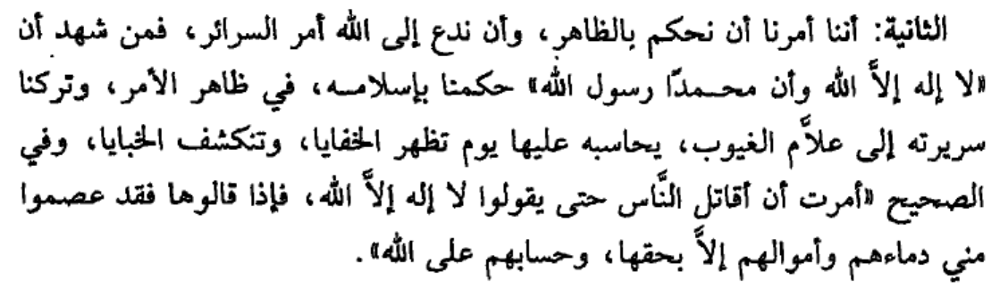 الثانية: أننا أمرنا أن نحكم بالظاهر، وأن ندع إلى الله أمر السرائر، فمن شهد أن
«لا إله إلاَّ الله وأن محمدًا رسول الله» حكمنا بإسلامه، في ظاهر الأمر، وتركنا
سريرته إلى علاَّم الغيوب، يحاسبه عليها يوم تظهر الخفايا، وتنكشف الخبايا، وفي
الصحيح «أمرت أن أقاتل النَّاس حتى يقولوا لا إله إلاَّ الله، فإذا قالوها فقد عصموا
مني دماءهم وأموالهم إلاَّ بحقها، وحسابهم على الله».